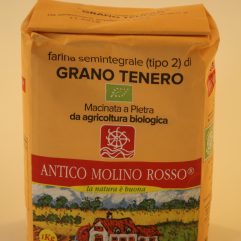 farina semintegrale (tipo 2) di
GRANO TENERO
Macinata a Pietra
da agricoltura biologica
ANTICO MOLINO ROSSO®
la natura è buona
1Kg